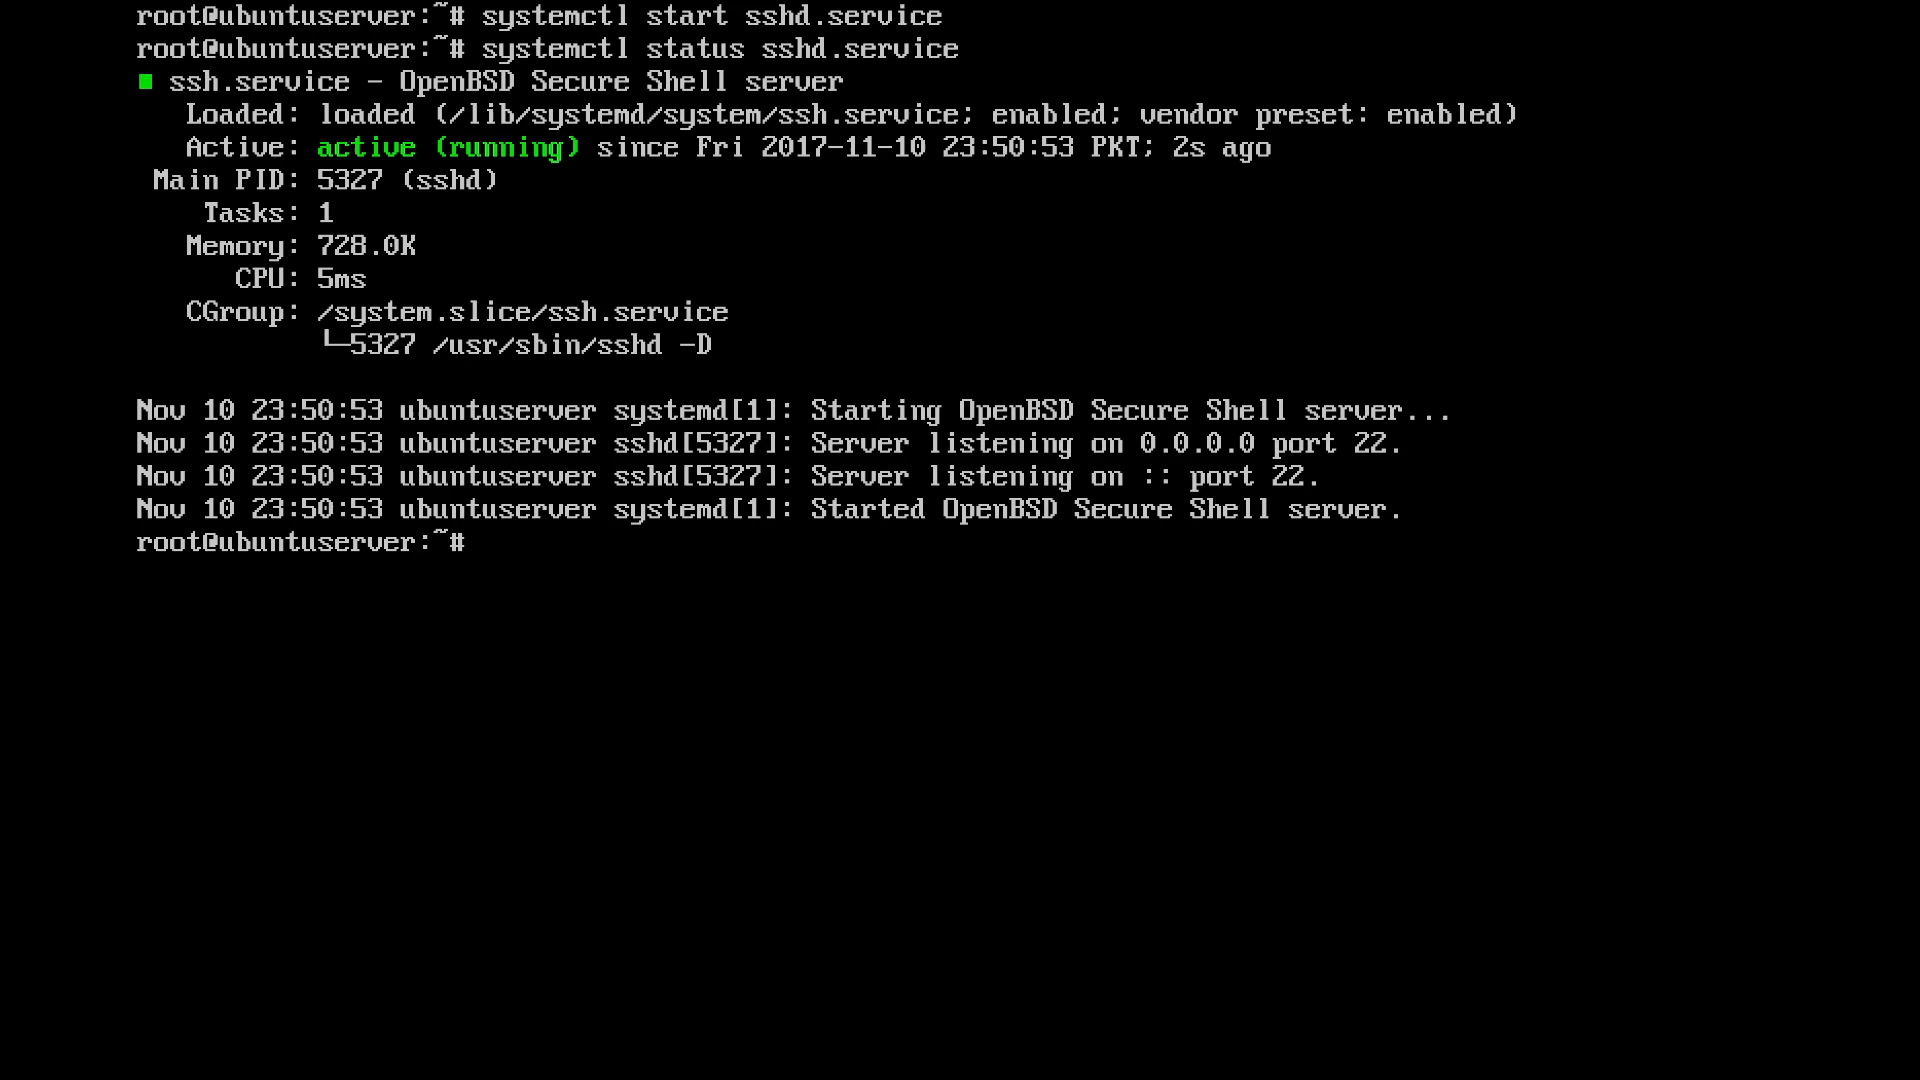 root@ubuntuserver:~# systemctl start sshd.service
root@ubuntuserver:~# systemctl status sshd.service
■ ssh.service - OpenBSD Secure Shell server
   Loaded: loaded (/lib/systemd/system/ssh.service; enabled; vendor preset: enabled)
   Active: active (running) since Fri 2017-11-10 23:50:53 PKT; 2s ago
 Main PID: 5327 (sshd)
    Tasks: 1
   Memory: 728.0K
      CPU: 5ms
   CGroup: /system.slice/ssh.service
           └─5327 /usr/sbin/sshd -D

Nov 10 23:50:53 ubuntuserver systemd[1]: Starting OpenBSD Secure Shell server...
Nov 10 23:50:53 ubuntuserver sshd[5327]: Server listening on 0.0.0.0 port 22.
Nov 10 23:50:53 ubuntuserver sshd[5327]: Server listening on :: port 22.
Nov 10 23:50:53 ubuntuserver systemd[1]: Started OpenBSD Secure Shell server.
root@ubuntuserver:~#